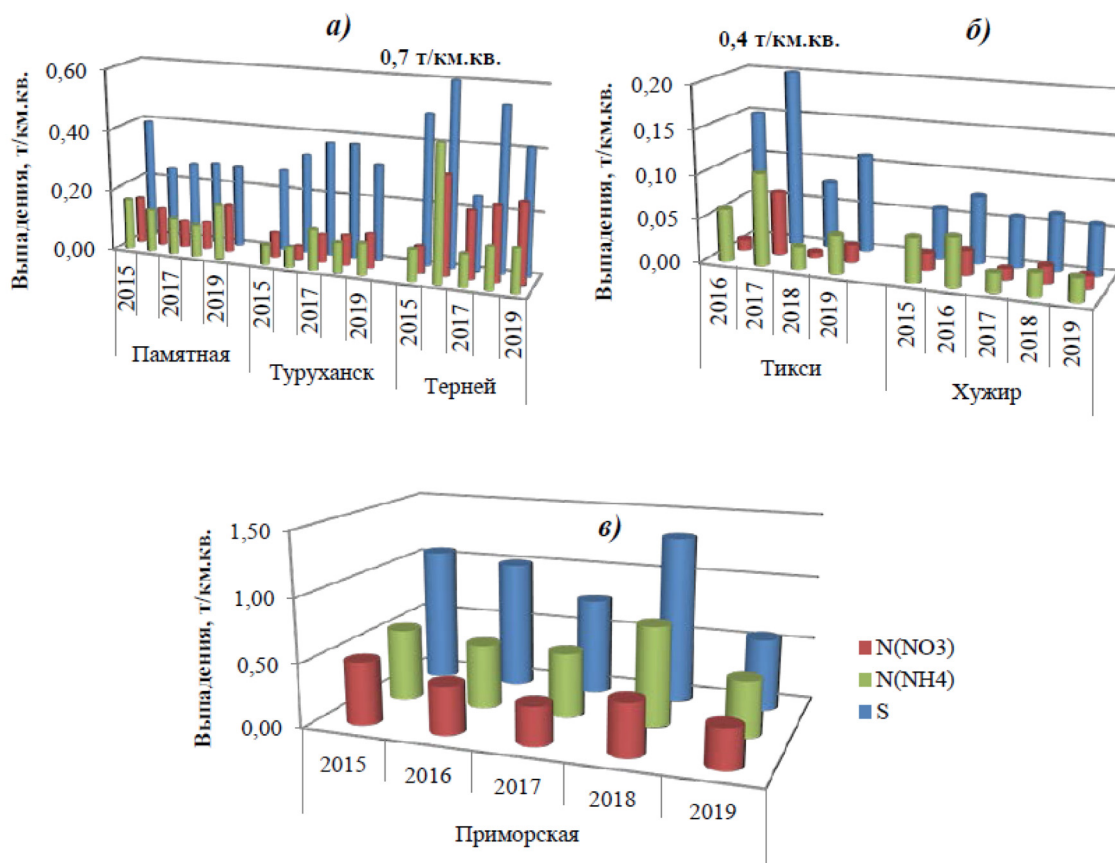 а)
0,7 т/км.кв.
Выпадения, т/км.кв.
0,60
0,40
0,20
0,00
2015
2017
2019
2015
2017
2019
2015
2017
2019
Памятная
Туруханск
Терней
б)
0,4 т/км.кв.
Выпадения, т/км.кв.
0,20
0,15
0,10
0,05
0,00
2016
2017
2018
2019
2015
2016
2017
2018
2019
Тикси
Хужир
в)
Выпадения, т/км.кв.
1,50
1,00
0,50
0,00
2015
2016
2017
2018
2019
Приморская
N(NO3)
N(NH4)
S